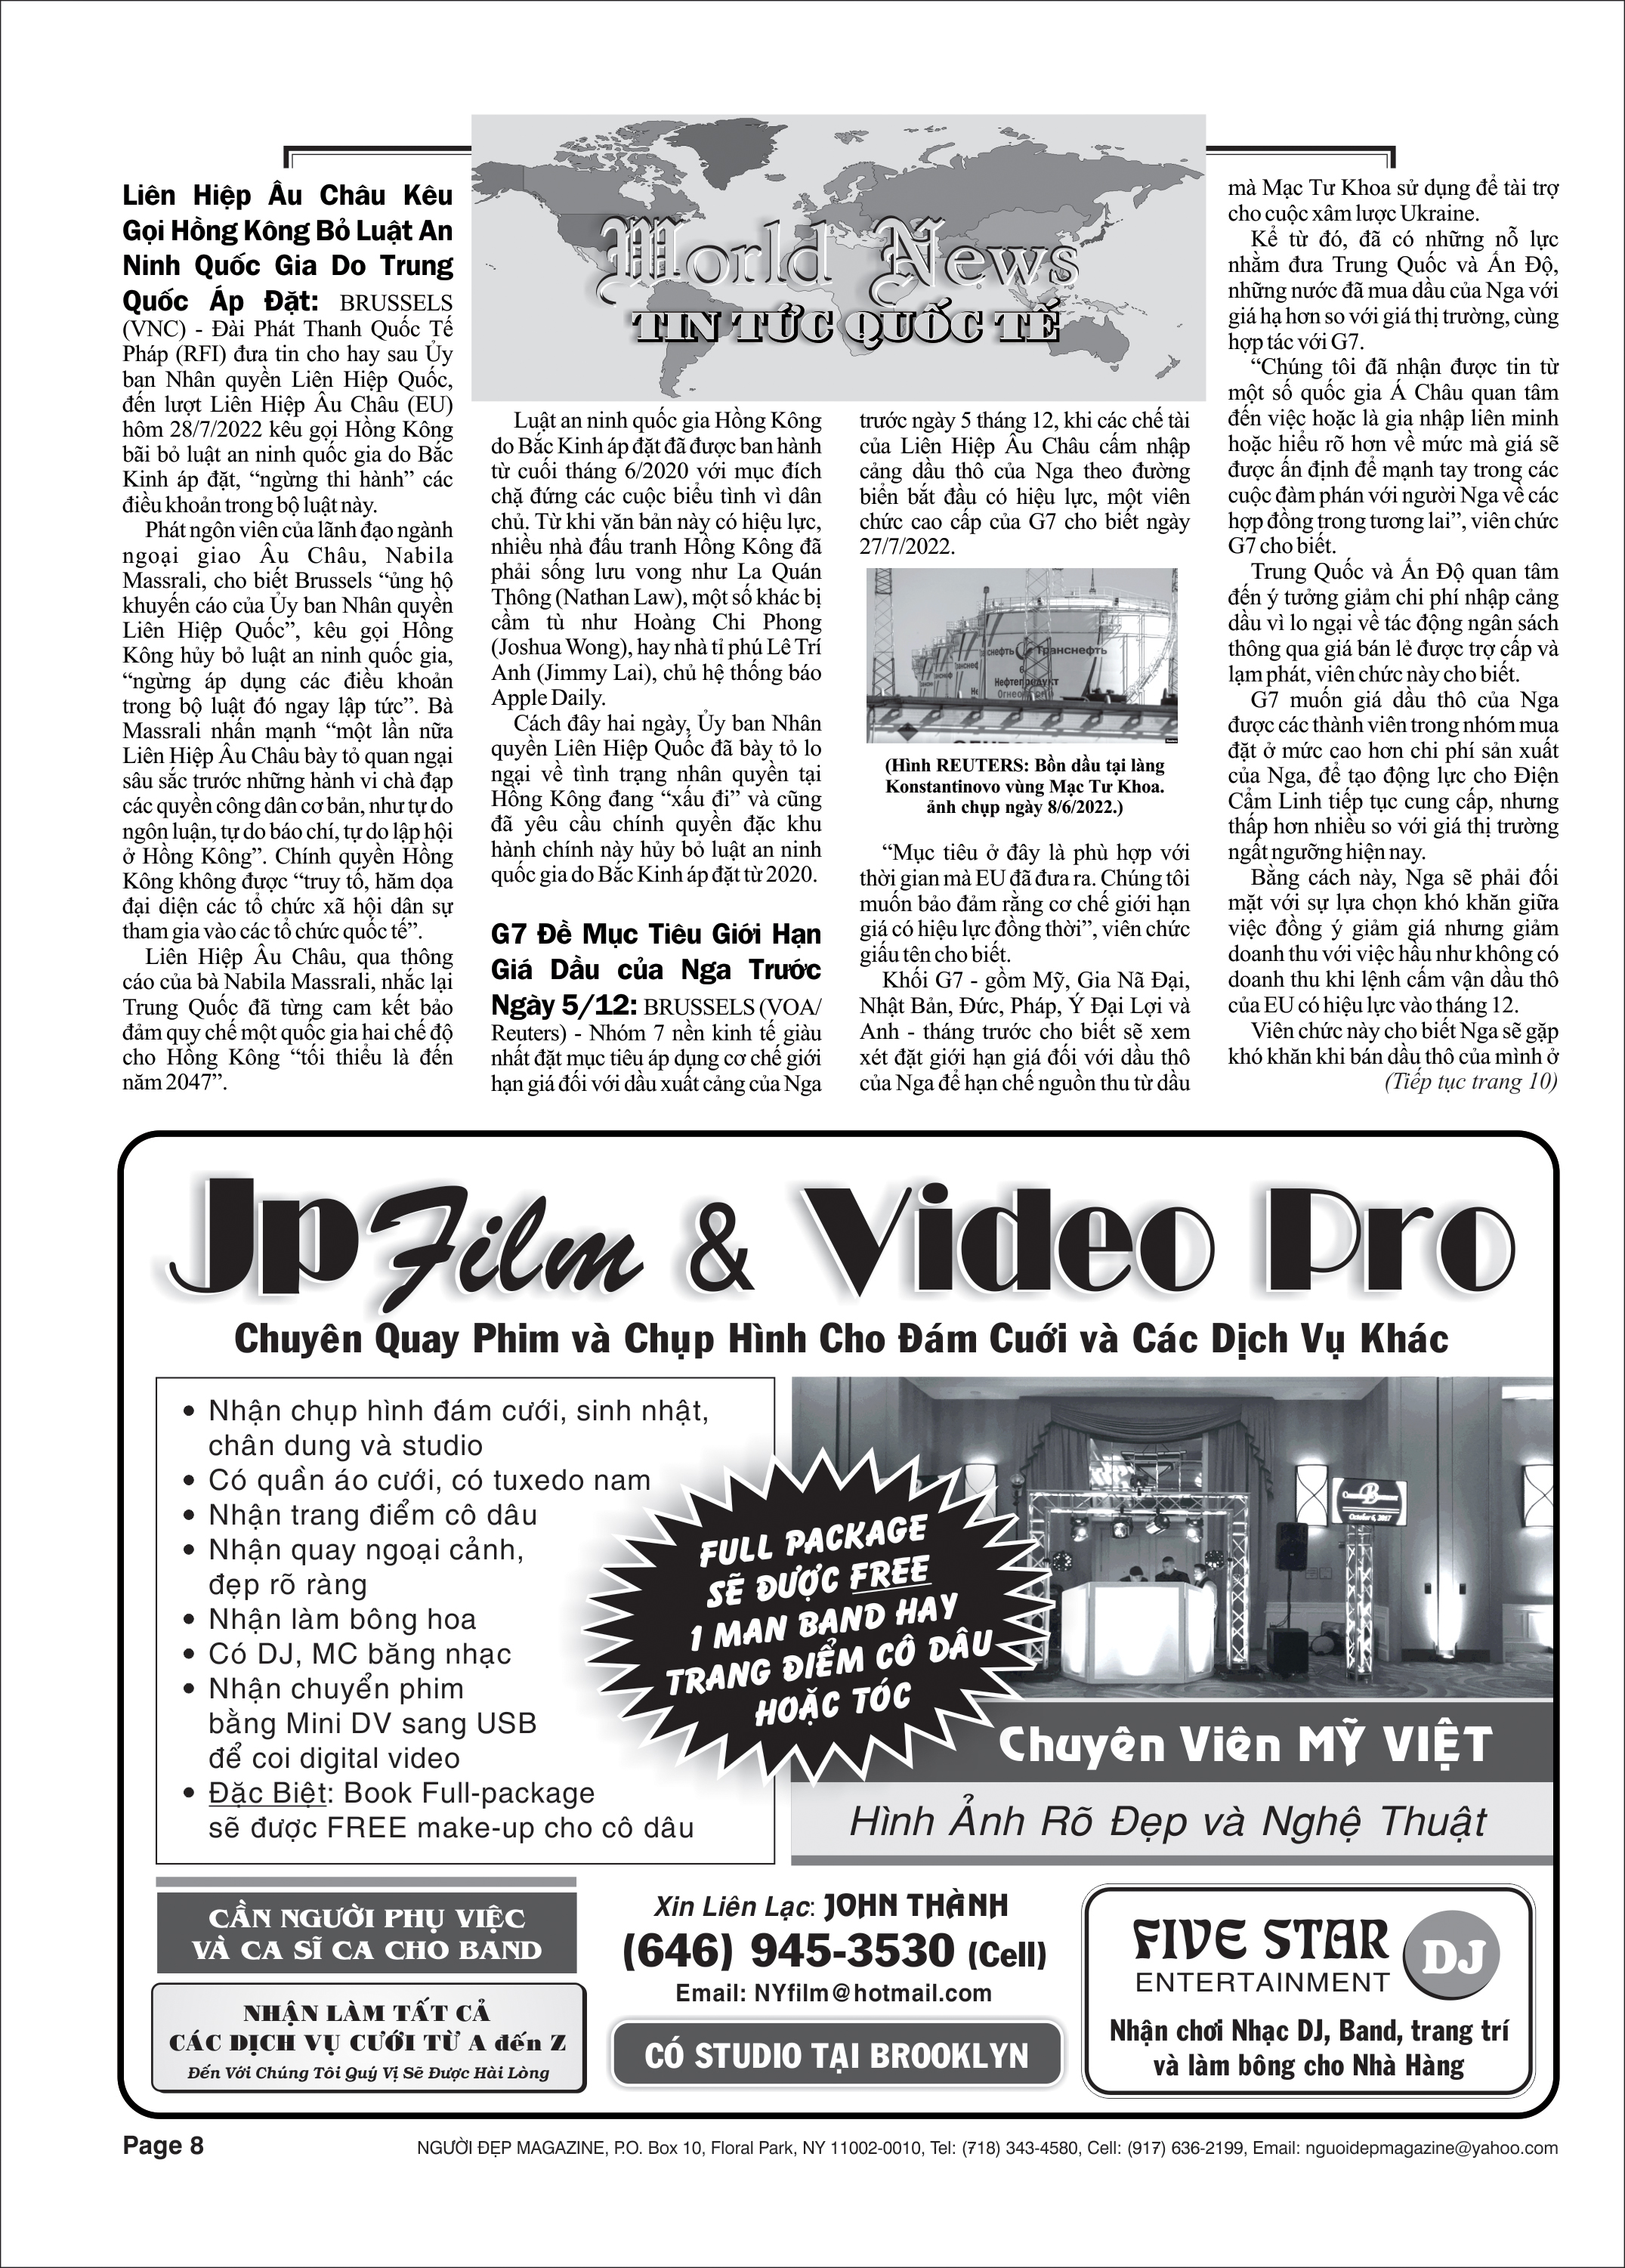 World News
TIN TỨC QUỐC TẾ
Liên Hiệp Âu Châu Kêu
Gọi Hồng Kông Bỏ Luật An
Ninh Quốc Gia Do Trung
Quốc Áp Đặt: BRUSSELS
(VNC) - Đài Phát Thanh Quốc Tế
Pháp (RFI) đưa tin cho hay sau Ủy
ban Nhân quyền Liên Hiệp Quốc,
đến lượt Liên Hiệp Âu Châu (EU)
hôm 28/7/2022 kêu gọi Hồng Kông
bãi bỏ luật an ninh quốc gia do Bắc
Kinh áp đặt, “ngừng thi hành” các
điều khoản trong bộ luật này.
Phát ngôn viên của lãnh đạo ngành
ngoại giao Âu Châu, Nabila
Massrali, cho biết Brussels “ủng hộ
khuyến cáo của Ủy ban Nhân quyền
Liên Hiệp Quốc”, kêu gọi Hồng
Kông hủy bỏ luật an ninh quốc gia,
“ngừng áp dụng các điều khoản
trong bộ luật đó ngay lập tức”. Bà
Massrali nhấn mạnh “một lần nữa
Liên Hiệp Âu Châu bày tỏ quan ngại
sâu sắc trước những hành vi chà đạp
các quyền công dân cơ bản, như tự do
ngôn luận, tự do báo chí, tự do lập hội
ở Hồng Kông”. Chính quyền Hồng
Kông không được “truy tố, hăm dọa
đại diện các tổ chức xã hội dân sự
tham gia vào các tổ chức quốc tế”.
Liên Hiệp Âu Châu, qua thông
cáo của bà Nabila Massrali, nhắc lại
Trung Quốc đã từng cam kết bảo
đảm quy chế một quốc gia hai chế độ
cho Hồng Kông “tối thiểu là đến
năm 2047”.
Luật an ninh quốc gia Hồng Kông
do Bắc Kinh áp đặt đã được ban hành
từ cuối tháng 6/2020 với mục đích
chặ đứng các cuộc biểu tình vì dân
chủ. Từ khi văn bản này có hiệu lực,
nhiều nhà đấu tranh Hồng Kông đã
phải sống lưu vong như La Quán
Thông (Nathan Law), một số khác bị
cầm tù như Hoàng Chi Phong
(Joshua Wong), hay nhà tỉ phú Lê Trí
Anh (Jimmy Lai), chủ hệ thống báo
Apple Daily.
Cách đây hai ngày, Ủy ban Nhân
quyền Liên Hiệp Quốc đã bày tỏ lo
ngại về tình trạng nhân quyền tại
Hồng Kông đang “xấu đi” và cũng
đã yêu cầu chính quyền đặc khu
hành chính này hủy bỏ luật an ninh
quốc gia do Bắc Kinh áp đặt từ 2020.
G7 Đề Mục Tiêu Giới Hạn
Giá Dầu của Nga Trước
Ngày 5/12: BRUSSELS (VOA/
Reuters) - Nhóm 7 nền kinh tế giàu
nhất đặt mục tiêu áp dụng cơ chế giới
hạn giá đối với dầu xuất cảng của Nga
trước ngày 5 tháng 12, khi các chế tài
của Liên Hiệp Âu Châu cấm nhập
cảng dầu thô của Nga theo đường
biển bắt đầu có hiệu lực, một viên
chức cao cấp của G7 cho biết ngày
27/7/2022.
Транснефть
(Hình REUTERS: Bồn dầu tại làng
Konstantinovo vùng Mạc Tư Khoa.
ảnh chụp ngày 8/6/2022.)
“Mục tiêu ở đây là phù hợp với
thời gian mà EU đã đưa ra. Chúng tôi
muốn bảo đảm rằng cơ chế giới hạn
giá có hiệu lực đồng thời”, viên chức
giấu tên cho biết.
Khối G7 - gồm Mỹ, Gia Nã Đại,
Nhật Bản, Đức, Pháp, Ý Đại Lợi và
Anh - tháng trước cho biết sẽ xem
xét đặt giới hạn giá đối với dầu thô
của Nga để hạn chế nguồn thu từ dầu
mà Mạc Tư Khoa sử dụng để tài trợ
cho cuộc xâm lược Ukraine.
Kể từ đó, đã có những nỗ lực
nhằm đưa Trung Quốc và Ấn Độ,
những nước đã mua dầu của Nga với
giá hạ hơn so với giá thị trường, cùng
hợp tác với G7.
“Chúng tôi đã nhận được tin từ
một số quốc gia Á Châu quan tâm
đến việc hoặc là gia nhập liên minh
hoặc hiểu rõ hơn về mức mà giá sẽ
được ấn định để mạnh tay trong các
cuộc đàm phán với người Nga về các
hợp đồng trong tương lai”, viên chức
G7 cho biết.
Trung Quốc và Ấn Độ quan tâm
đến ý tưởng giảm chi phí nhập cảng
dầu vì lo ngại về tác động ngân sách
thông qua giá bán lẻ được trợ cấp và
lạm phát, viên chức này cho biết.
G7 muốn giá dầu thô của Nga
được các thành viên trong nhóm mua
đặt ở mức cao hơn chi phí sản xuất
của Nga, để tạo động lực cho Điện
Cẩm Linh tiếp tục cung cấp, nhưng
thấp hơn nhiều so với giá thị trường
ngất ngưỡng hiện nay.
Bằng cách này, Nga sẽ phải đối
mặt với sự lựa chọn khó khăn giữa
việc đồng ý giảm giá nhưng giảm
doanh thu với việc hầu như không có
doanh thu khi lệnh cấm vận dầu thô
của EU có hiệu lực vào tháng 12.
Viên chức này cho biết Nga sẽ gặp
khó khăn khi bán dầu thô của mình ở
(Tiếp tục trang 10)
Jp Film & Video Pro
Chuyên Quay Phim và Chụp Hình Cho Đám Cưới và Các Dịch Vụ Khác
• Nhận chụp hình đám cưới, sinh nhật,
chân dung và studio
• Có quần áo cưới, có tuxedo nam
• Nhận trang điểm cô dâu
• Nhận quay ngoại cảnh,
đẹp rõ ràng
• Nhận làm bông hoa
• Có DJ, MC băng nhạc
• Nhận chuyển phim
bằng Mini DV sang USB
để coi digital video
• Đặc Biệt: Book Full-package
sẽ được FREE make-up cho cô dâu
FULL PACKAGE
SẼ ĐƯỢC FREE
1 MAN BAND HAY
TRANG ĐIỂM CÔ DÂU
HOẶC TÓC
October 6, 2017
Chuyên Viên MỸ VIỆT
Hình Ảnh Rõ Đẹp và Nghệ Thuật
CẦN NGƯỜI PHỤ VIỆC
VÀ CA SĨ CA CHO BAND
NHẬN LÀM TẤT CẢ
CÁC DỊCH VỤ CƯỚI TỪ A đến Z
Đến Với Chúng Tôi Quý Vị Sẽ Được Hài Lòng
Xin Liên Lạc: JOHN THÀNH
(646) 945-3530 (Cell)
Email: NYfilm@hotmail.com
CÓ STUDIO TẠI BROOKLYN
FIVE STAR
ENTERTAINMENT
DJ
Nhận chơi Nhạc DJ, Band, trang trí
và làm bông cho Nhà Hàng
Page 8
NGƯỜI ĐẸP MAGAZINE, P.O. Box 10, Floral Park, NY 11002-0010, Tel: (718) 343-4580, Cell: (917) 636-2199, Email: nguoidepmagazine@yahoo.com